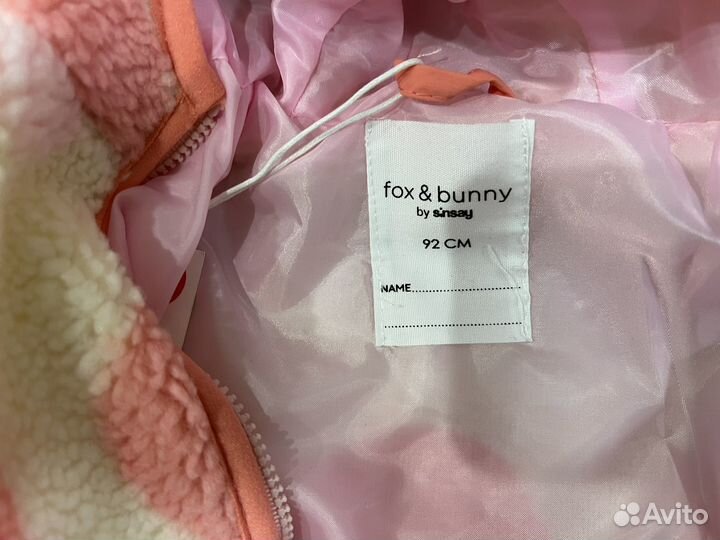 fox & bunny
by sinsay
92 CM
NAME........................
................................
Avito